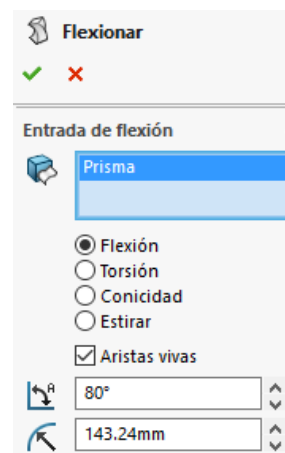 Flexionar
Entrada de flexión
Prisma
Flexión
Torsión
Conicidad
Estirar
Aristas vivas
A
80°
143.24mm